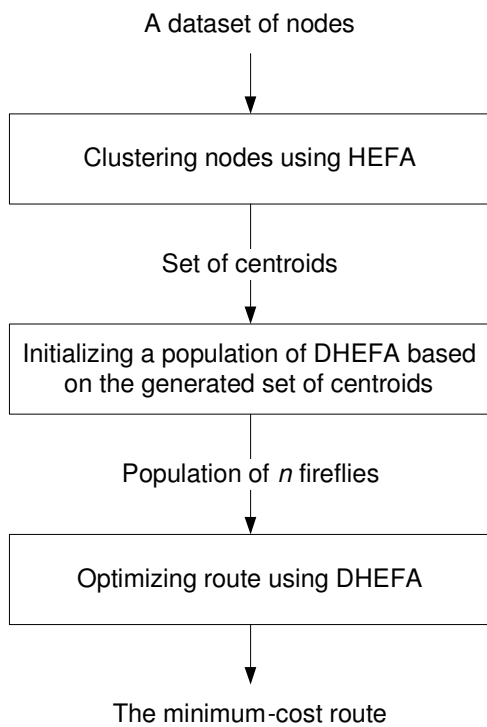 A dataset of nodes
Clustering nodes using HEFA
Set of centroids
Initializing a population of DHEFA based
on the generated set of centroids
Population of n fireflies
Optimizing route using DHEFA
The minimum-cost route